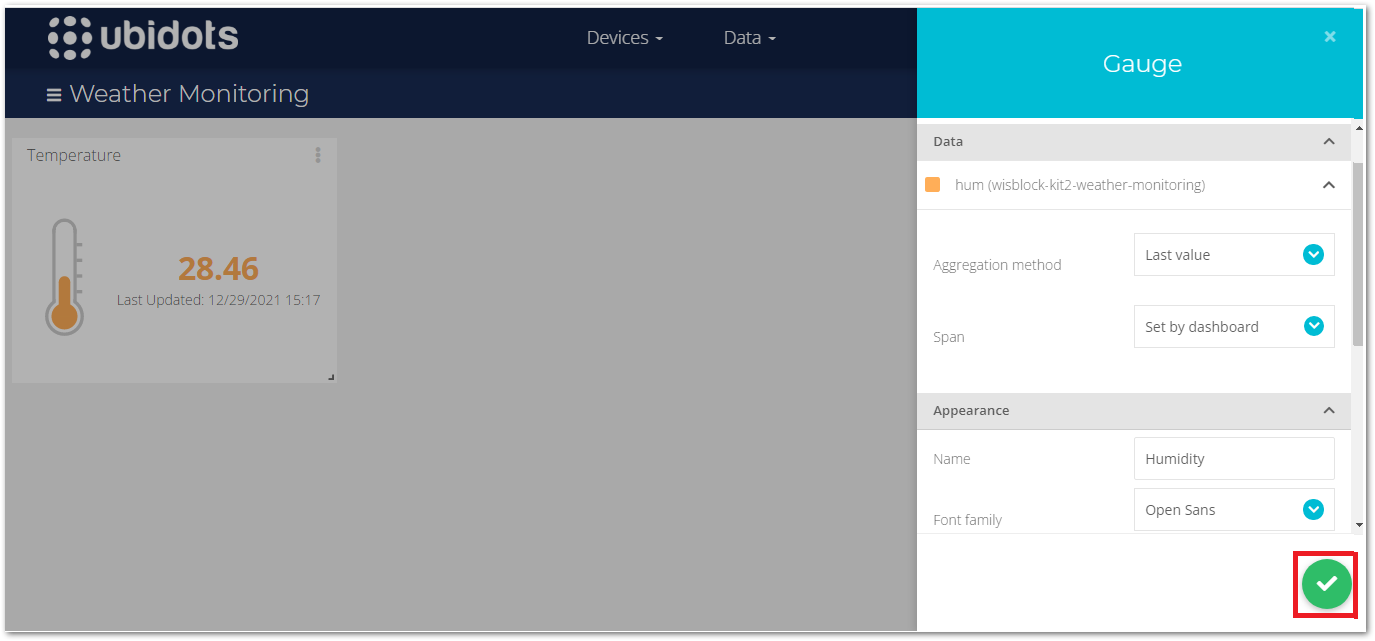 ubidots
Devices
Data
Weather Monitoring
Temperature
28.46
Last Updated: 12/29/2021 15:17
Gauge
×
Data
hum (wisblock-kit2-weather-monitoring)
Aggregation method
Last value
Span
Set by dashboard
Appearance
Name
Humidity
Font family
Open Sans